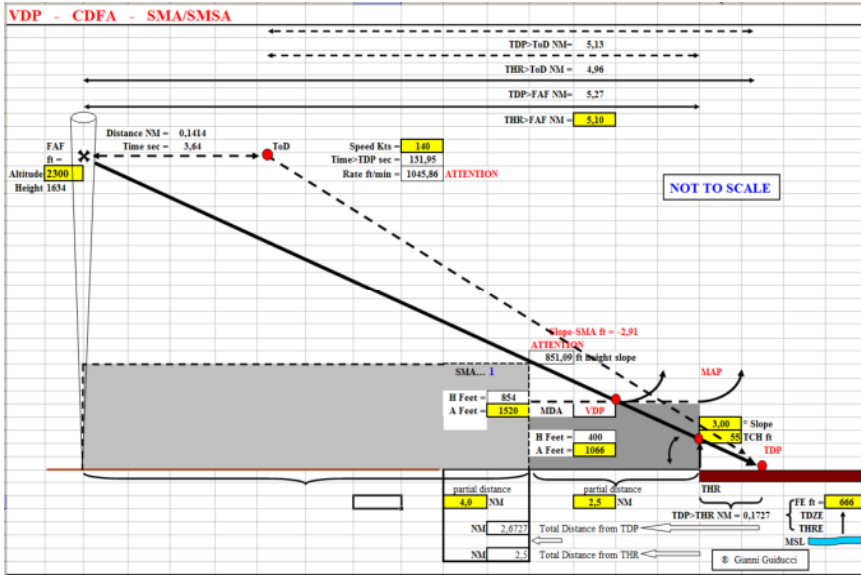 VDP - CDFA - SMA/SMSA
TDP>ToD NM= 5,13
THR>ToD NM = 4,96
TDP>FAF NM= 5,27
THR>FAF NM= 5,10
Distance NM = 0,1414
Time sec = 3,64
FAF
ft =
ToD
Speed Kts = 140
Time>TDP sec = 131,95
Rate ft/min = 1045,86 ATTENTION
Altitude 2300
Height 1634
NOT TO SCALE
Slope-SMA ft = -2,91
ATTENTION
851,09 ft height slope
SMA... 1
MAP
H Feet = 854
A Feet = 1520
MDA VDP
3,00 ° Slope
55 TCH ft
H Feet = 400
A Feet = 1066
TDP
THR
partial distance
4,0 NM
partial distance
2,5 NM
TDP>THR NM = 0,1727
FE ft = 666
TDZE
THRE
MSL
NM 2,6727 Total Distance from TDP
NM 2,5 Total Distance from THR
® Gianni Guiducci